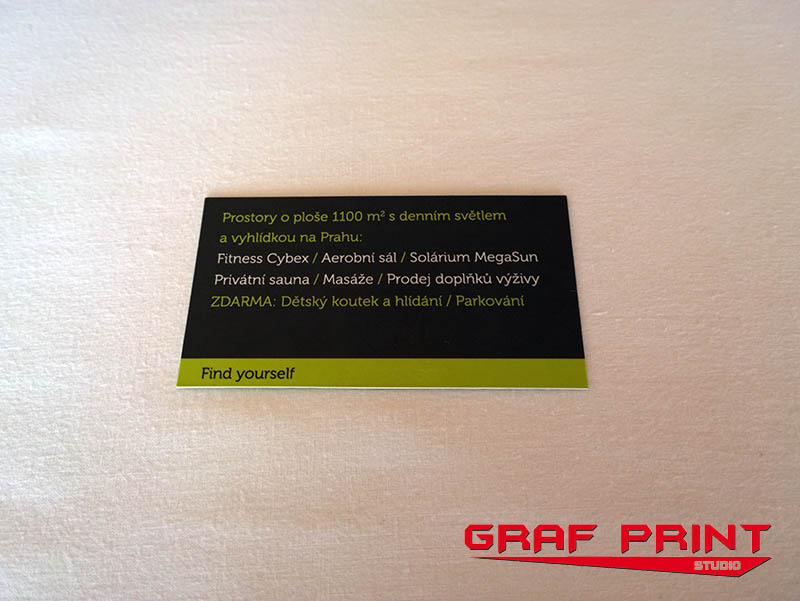 Prostory o ploše 1100 m² s denním světlem
a vyhlídkou na Prahu:
Fitness Cybex / Aerobní sál / Solárium MegaSun
Privátní sauna / Masáže / Prodej doplňků výživy
ZDARMA: Dětský koutek a hlídání / Parkování
Find yourself
GRAF PRINT
STUDIO